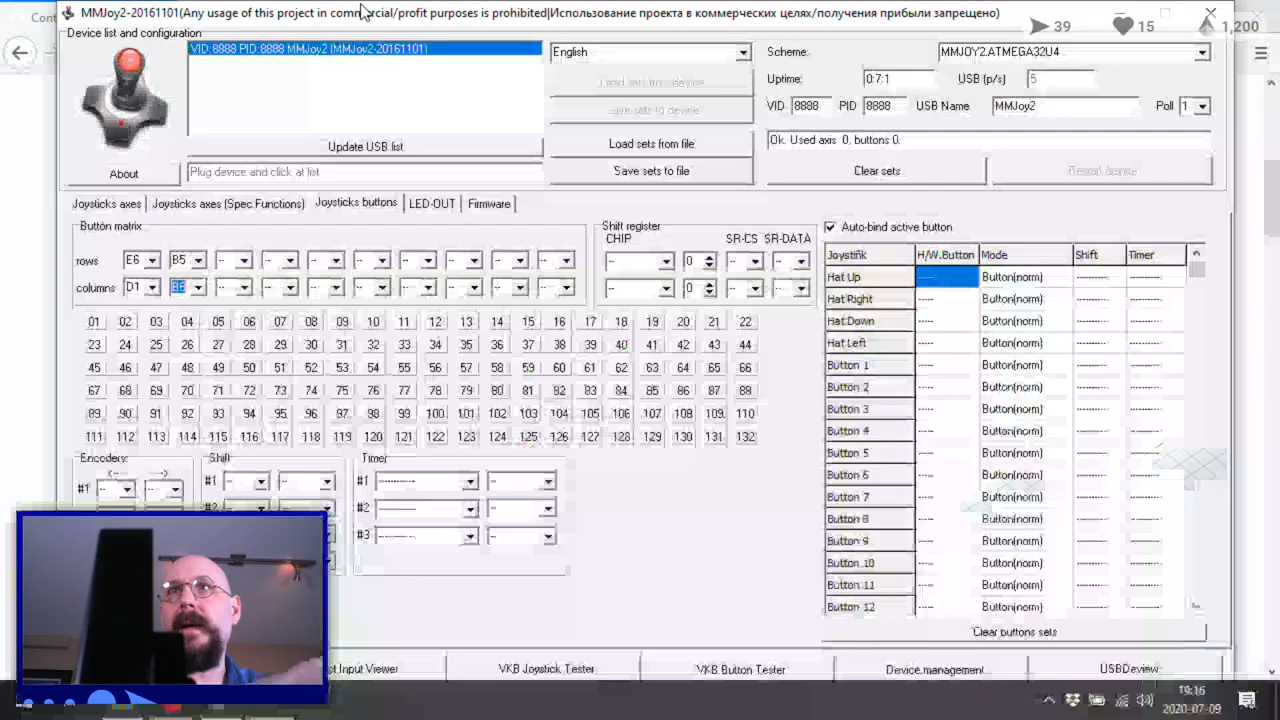 MMJoy2-20161101(Any usage of this project in commercial/profit purposes is prohibited|Использование проекта в коммерческих целях/получения прибыли запрещено)
39 15 1,200
Device list and configuration
VID:8888 PID:8888 MMJoy2 (MMJoy2-20161101)
English
Scheme: MMJOY2.ATMEGA32U4
Load sets from device
Uptime: 0:7:1 USB (p/s) 5
save sets to device
VID 8888 PID 8888 USB Name MMJoy2 Poll 1
Update USB list
Load sets from file
Ok. Used axis 0, buttons 0.
About
Plug device and click at list
Save sets to file
Clear sets
Joysticks axes
Joysticks axes (Spec.Functions)
Joysticks buttons
LED-OUT
Firmware
Button matrix
Shift register
CHIP SR-CS SR-DATA
Auto-bind active button
rows E6 B5 -- -- -- -- -- -- -- --
-- 0 -- --
columns D1 B6 -- -- -- -- -- -- -- --
-- 0 -- --
01 02 03 04 05 06 07 08 09 10 11 12 13 14 15 16 17 18 19 20 21 22
23 24 25 26 27 28 29 30 31 32 33 34 35 36 37 38 39 40 41 42 43 44
45 46 47 48 49 50 51 52 53 54 55 56 57 58 59 60 61 62 63 64 65 66
67 68 69 70 71 72 73 74 75 76 77 78 79 80 81 82 83 84 85 86 87 88
89 90 91 92 93 94 95 96 97 98 99 100 101 102 103 104 105 106 107 108 109 110
111 112 113 114 115 116 117 118 119 120 121 122 123 124 125 126 127 128 129 130 131 132
Encoders
<-- -->
#1 -- --
Shift
#1 -- --
#2
Timer
#1 --------- --
#2 --------- --
#3 --------- --
Joystik H/W.Button Mode Shift Timer
Hat Up ---- Button(norm) ------- -------
Hat Right ---- Button(norm) ------- -------
Hat Down ---- Button(norm) ------- -------
Hat Left ---- Button(norm) ------- -------
Button 1 ---- Button(norm) ------- -------
Button 2 ---- Button(norm) ------- -------
Button 3 ---- Button(norm) ------- -------
Button 4 ---- Button(norm) ------- -------
Button 5 ---- Button(norm) ------- -------
Button 6 ---- Button(norm) ------- -------
Button 7 ---- Button(norm) ------- -------
Button 8 ---- Button(norm) ------- -------
Button 9 ---- Button(norm) ------- -------
Button 10 ---- Button(norm) ------- -------
Button 11 ---- Button(norm) ------- -------
Button 12 ---- Button(norm) ------- -------
Clear buttons sets
Input Viewer
VKB Joystick Tester
VKB Button Tester
Device management
USBDeview
19:16
2020-07-09